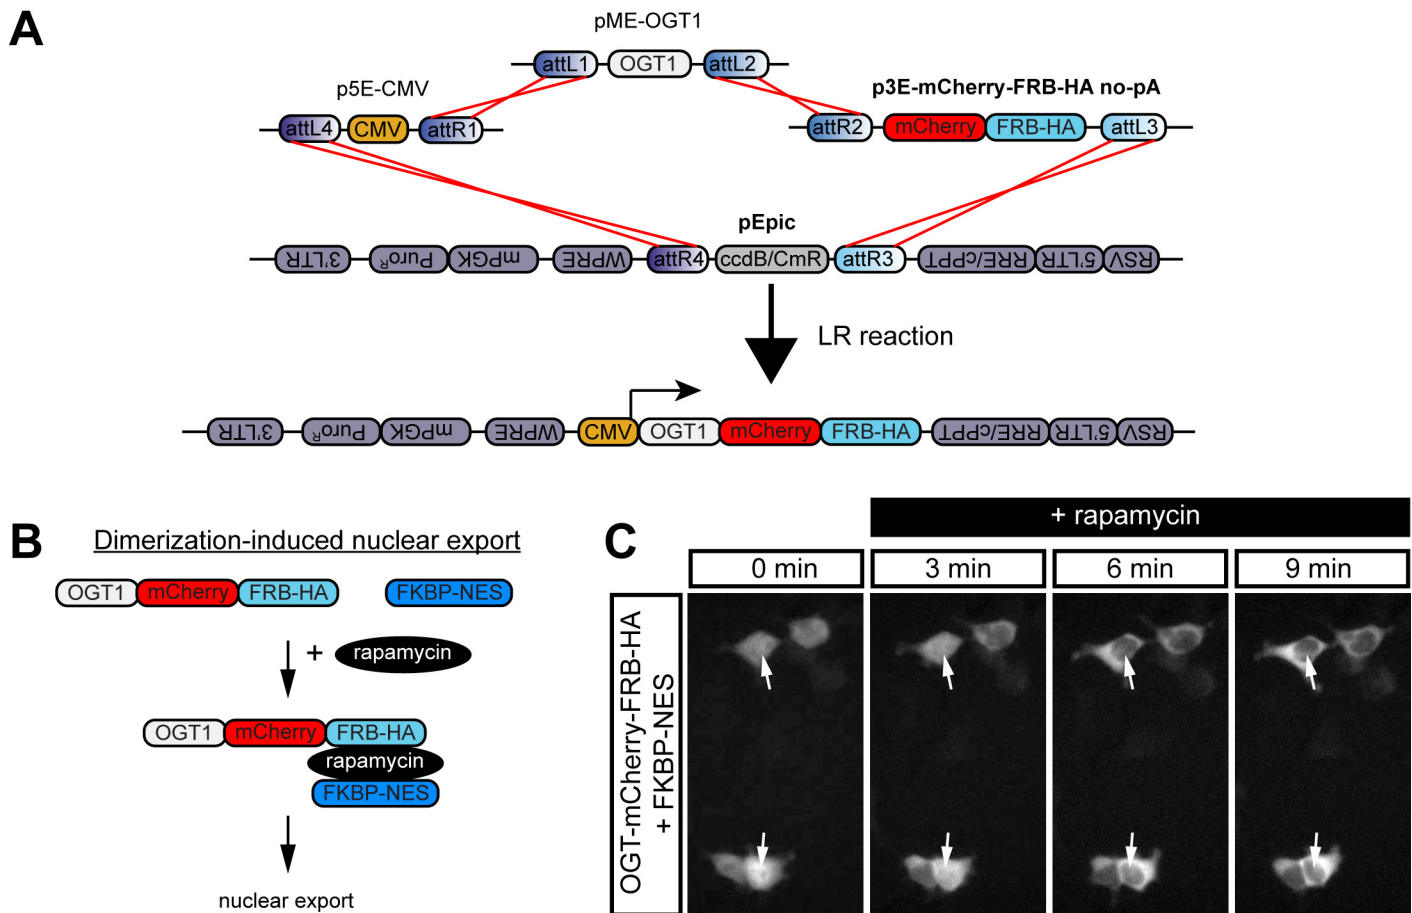 A
pME-OGT1
attL1 OGT1 attL2
p5E-CMV
p3E-mCherry-FRB-HA no-pA
attL4 CMV attR1
attR2 mCherry FRB-HA attL3
pEpic
3'LTR PuroR mPGK WPRE attR4 ccdB/CmR attR3 RRE/cPPT 5'LTR RSV
LR reaction
3'LTR PuroR mPGK WPRE CMV OGT1 mCherry FRB-HA RRE/cPPT 5'LTR RSV
B
Dimerization-induced nuclear export
OGT1 mCherry FRB-HA FKBP-NES
+ rapamycin
OGT1 mCherry FRB-HA
rapamycin
FKBP-NES
nuclear export
C
+ rapamycin
0 min 3 min 6 min 9 min
OGT-mCherry-FRB-HA
+ FKBP-NES